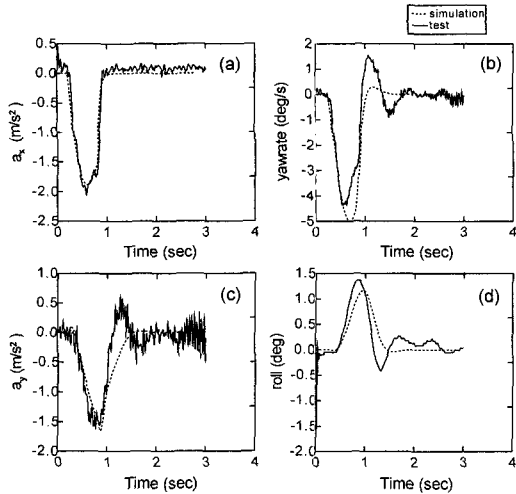 simulation
test
0.5
0.0
-0.5
-1.0
-1.5
-2.0
-2.5
0 1 2 3 4
a_x (m/s²)
Time (sec)
(a)
2
1
0
-1
-2
-3
-4
-5
0 1 2 3 4
yawrate (deg/s)
Time (sec)
(b)
1.0
0.5
0.0
-0.5
-1.0
-1.5
-2.0
0 1 2 3 4
a_y (m/s²)
Time (sec)
(c)
1.5
1.0
0.5
0.0
-0.5
-1.0
-1.5
-2.0
0 1 2 3 4
roll (deg)
Time (sec)
(d)